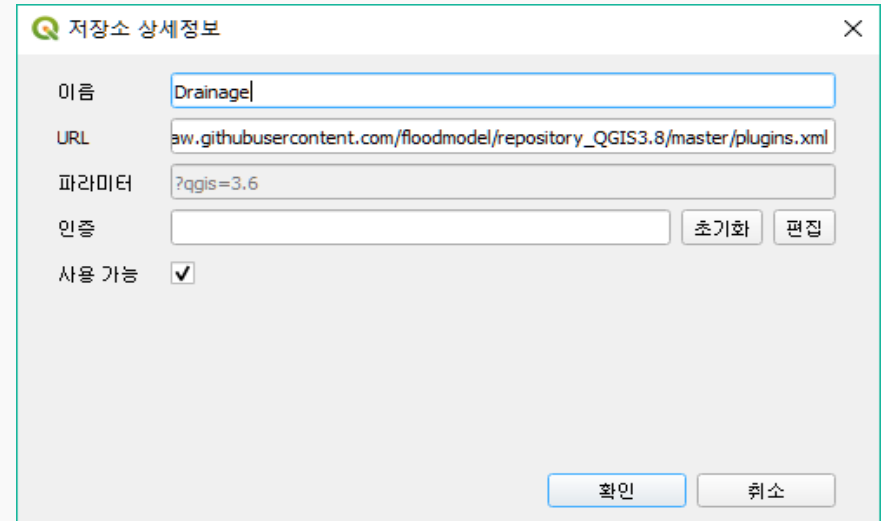 저장소 상세정보
이름 Drainage
URL aw.githubusercontent.com/floodmodel/repository_QGIS3.8/master/plugins.xml
파라미터 ?qgis=3.6
인증 초기화 편집
사용 가능
확인 취소